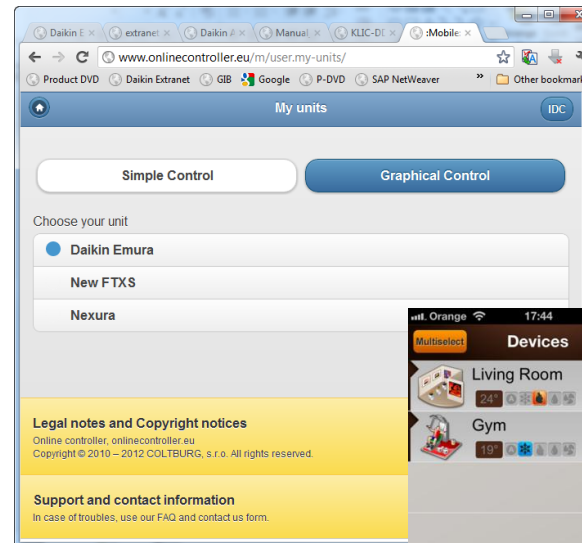 Daikin E
extranet
Daikin A
Manual
KLIC-DI
:Mobile:
www.onlinecontroller.eu/m/user.my-units/
Product DVD
Daikin Extranet
GIB
Google
P-DVD
SAP NetWeaver
»
Other bookmar
My units
IDC
Simple Control
Graphical Control
Choose your unit
Daikin Emura
New FTXS
Nexura
Legal notes and Copyright notices
Online controller, onlinecontroller.eu
Copyright © 2010 – 2012 COLTBURG, s.r.o. All rights reserved.
Support and contact information
In case of troubles, use our FAQ and contact us form.
Orange
17:44
Multiselect
Devices
Living Room
24°
Gym
19°